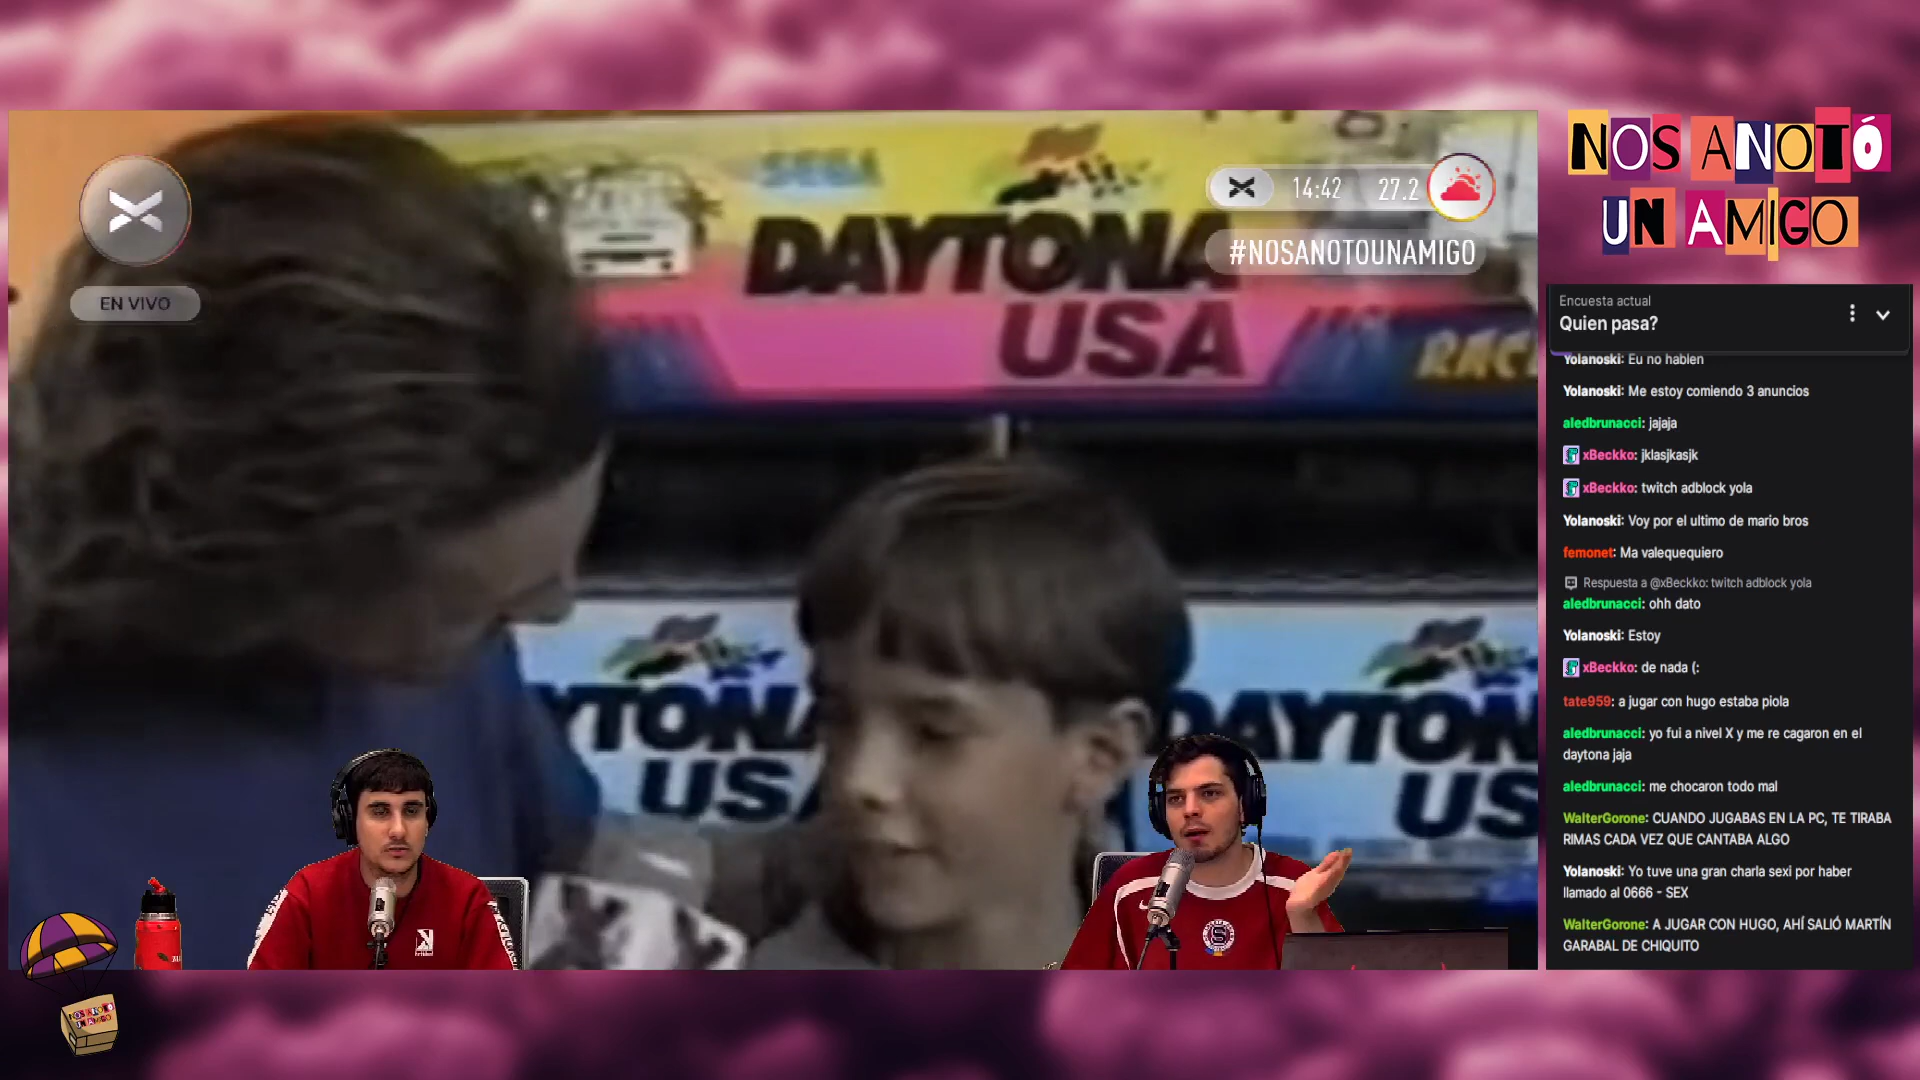 NOS ANOTÓ
UN AMIGO
SEGA
DAYTONA
USA
14:42
27.2
#NOSANOTOUNAMIGO
EN VIVO
DAYTONA
USA
Encuesta actual
Quien pasa?
Yolanoski: Eu no hablen
Yolanoski: Me estoy comiendo 3 anuncios
aledbrunacci: jajaja
xBeckko: jklasjkasjk
xBeckko: twitch adblock yola
Yolanoski: Voy por el ultimo de mario bros
femonet: Ma valequequiero
Respuesta a @xBeckko: twitch adblock yola
aledbrunacci: ohh dato
Yolanoski: Estoy
xBeckko: de nada (:
tate959: a jugar con hugo estaba piola
aledbrunacci: yo fui a nivel X y me re cagaron en el
daytona jaja
aledbrunacci: me chocaron todo mal
WalterGorone: CUANDO JUGABAS EN LA PC, TE TIRABA
RIMAS CADA VEZ QUE CANTABA ALGO
Yolanoski: Yo tuve una gran charla sexi por haber
llamado al 0666 - SEX
WalterGorone: A JUGAR CON HUGO, AHÍ SALIÓ MARTÍN
GARABAL DE CHIQUITO